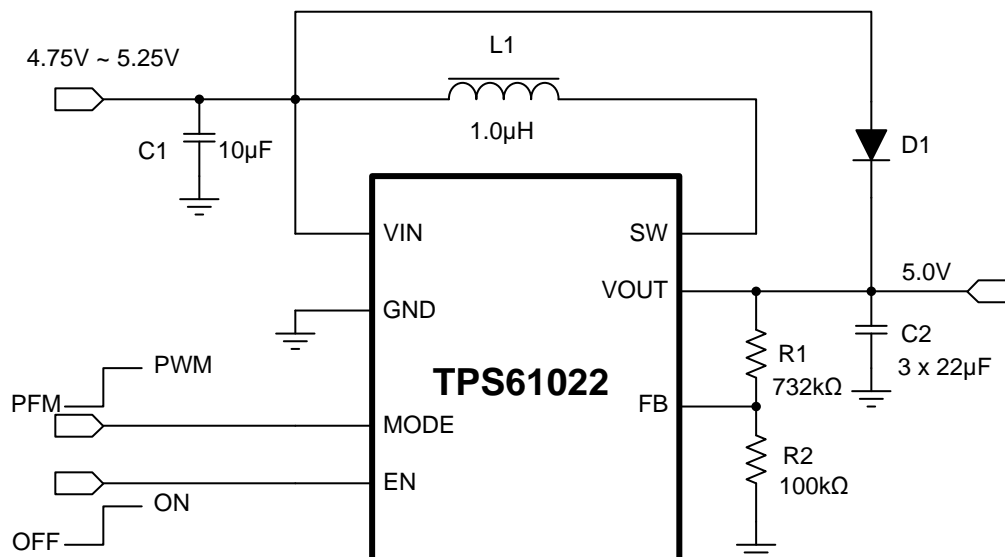 L1
4.75V ~ 5.25V
1.0µH
D1
C1
10µF
VIN
SW
5.0V
VOUT
GND
C2
R1
3 x 22µF
PWM
TPS61022
732kΩ
PFM
FB
MODE
R2
EN
100kΩ
ON
OFF